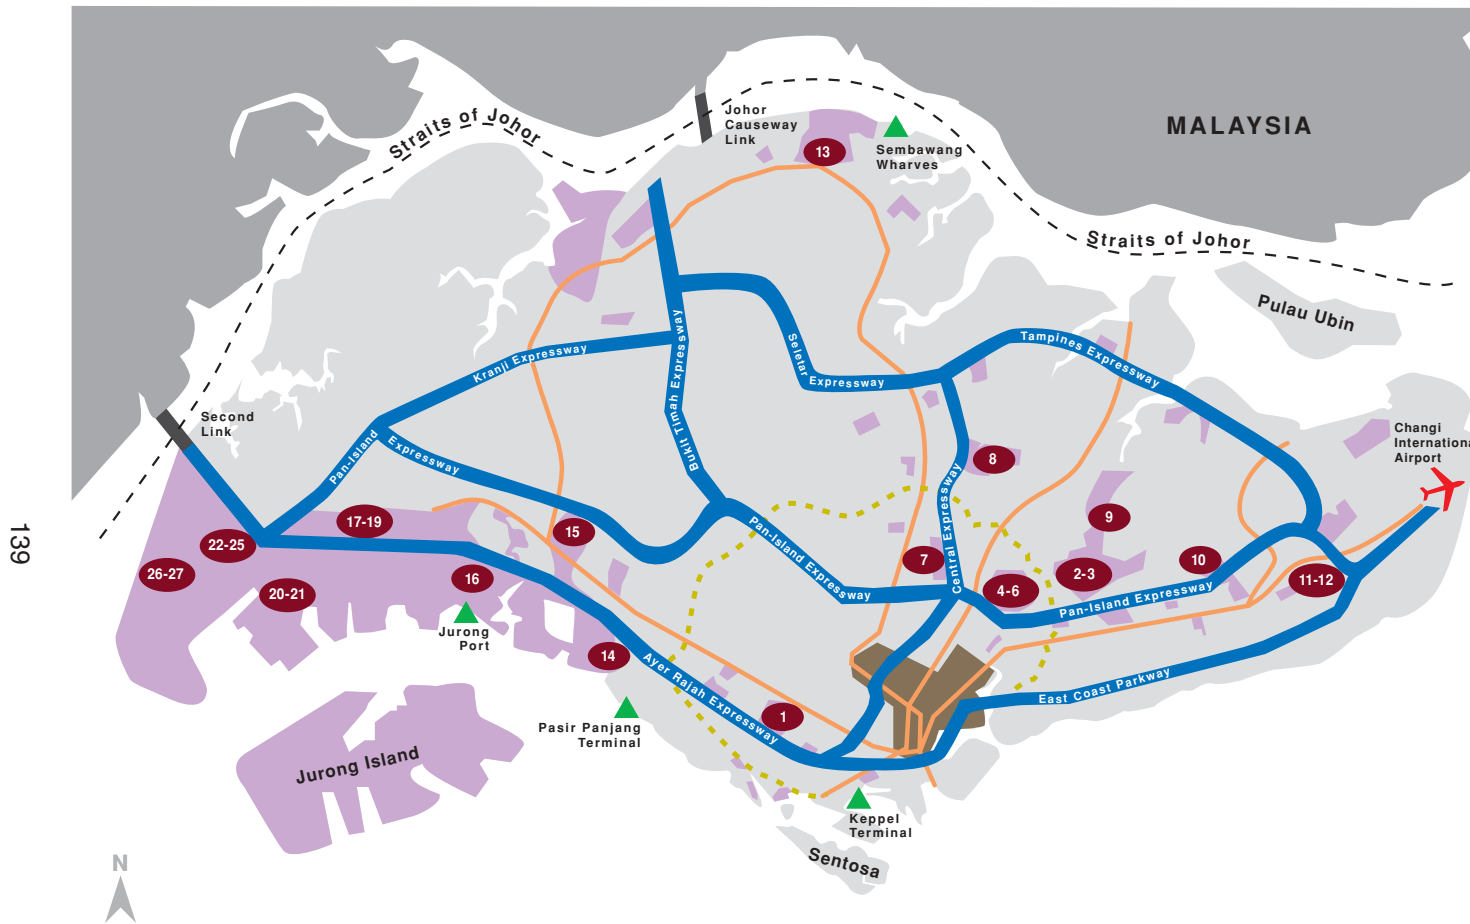 MALAYSIA
Johor
Causeway
Link
Straits of Johor
Sembawang
Wharves
13
Straits of Johor
Pulau Ubin
Tampines Expressway
Seletar
Expressway
Kranji Expressway
Bukit Timah Expressway
Second
Link
Pan-Island
Expressway
Changi
Internationa
Airport
8
Central Expressway
139
17-19
15
9
Pan-Island Expressway
22-25
26-27
20-21
16
7
4-6
2-3
10
11-12
Pan-Island Expressway
Jurong
Port
14
Ayer Rajah Expressway
East Coast Parkway
1
Pasir Panjang
Terminal
Jurong Island
Keppel
Terminal
Sentosa
N